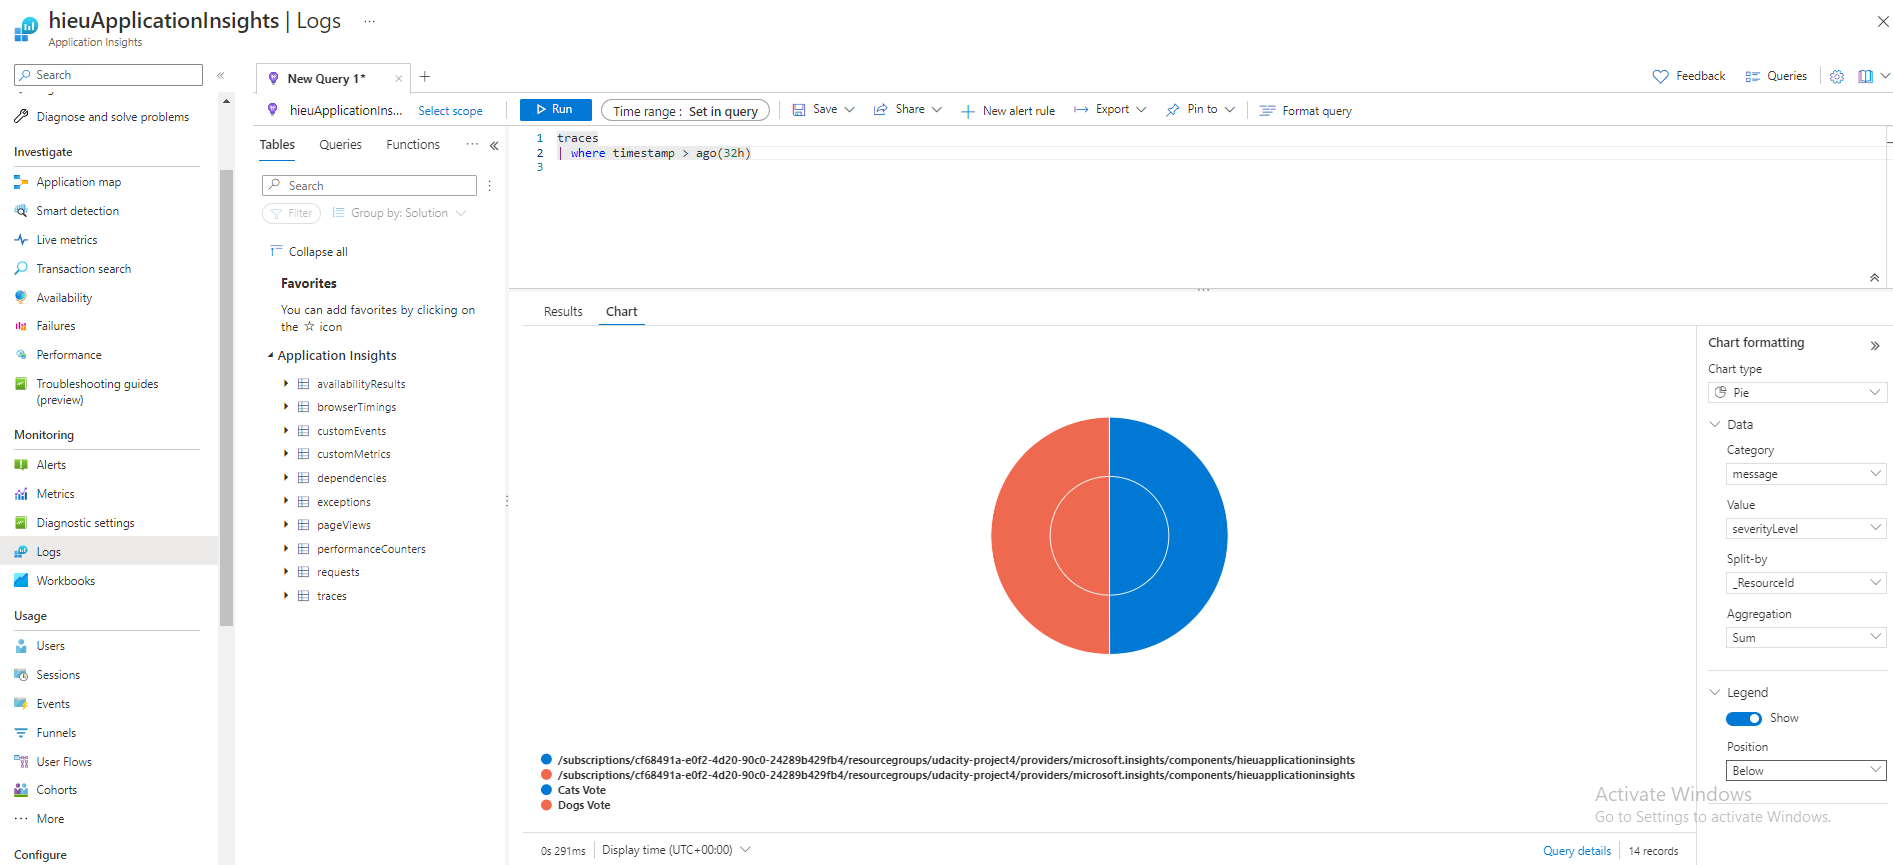 hieuApplicationInsights | Logs ...
Application Insights
Search
«
Diagnose and solve problems
Investigate
Application map
Smart detection
Live metrics
Transaction search
Availability
Failures
Performance
Troubleshooting guides
(preview)
Monitoring
Alerts
Metrics
Diagnostic settings
Logs
Workbooks
Usage
Users
Sessions
Events
Funnels
User Flows
Cohorts
More
Configure
New Query 1*
Feedback
Queries
hieuApplicationIns...
Select scope
Run
Time range : Set in query
Save
Share
New alert rule
Export
Pin to
Format query
Tables
Queries
Functions
...
«
Search
Filter
Group by: Solution
Collapse all
Favorites
You can add favorites by clicking on
the ☆ icon
Application Insights
availabilityResults
browserTimings
customEvents
customMetrics
dependencies
exceptions
pageViews
performanceCounters
requests
traces
1 traces
2 | where timestamp > ago(32h)
3
Results
Chart
/subscriptions/cf68491a-e0f2-4d20-90c0-24289b429fb4/resourcegroups/udacity-project4/providers/microsoft.insights/components/hieuapplicationinsights
/subscriptions/cf68491a-e0f2-4d20-90c0-24289b429fb4/resourcegroups/udacity-project4/providers/microsoft.insights/components/hieuapplicationinsights
Cats Vote
Dogs Vote
0s 291ms
Display time (UTC+00:00)
Query details
14 records
Chart formatting
»
Chart type
Pie
Data
Category
message
Value
severityLevel
Split-by
_ResourceId
Aggregation
Sum
Legend
Show
Position
Below
Activate Windows
Go to Settings to activate Windows.